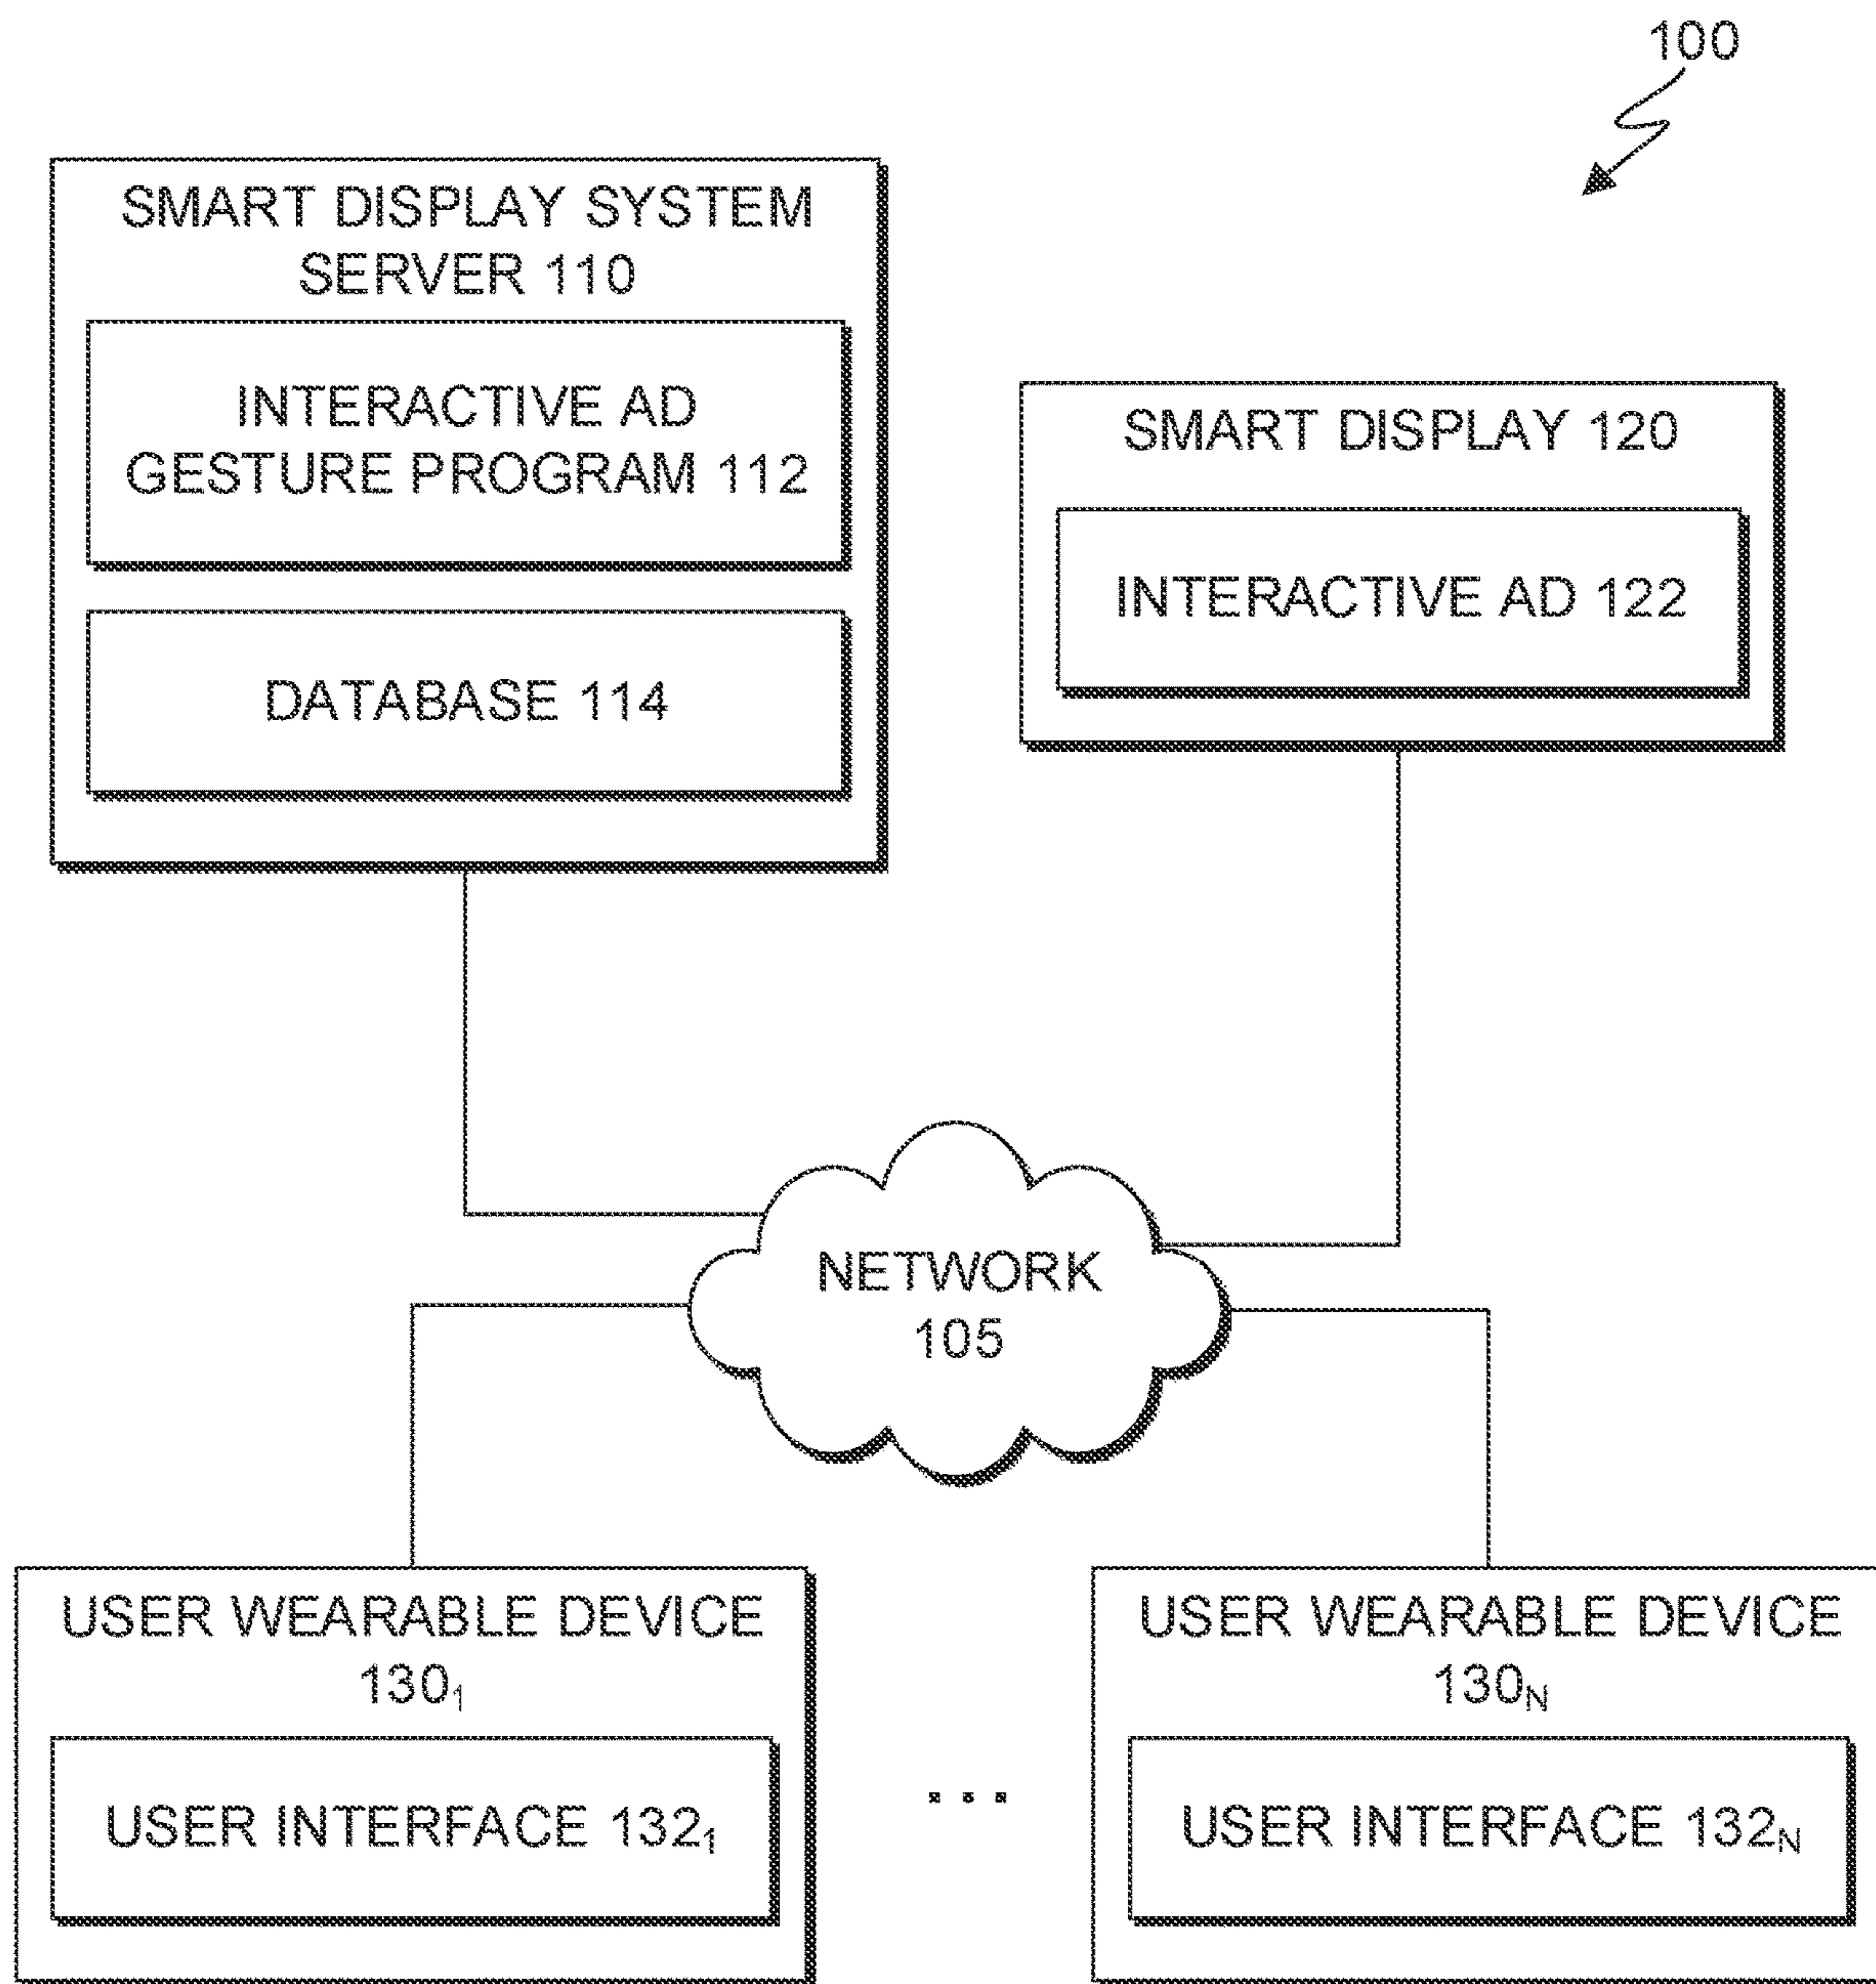 100
SMART DISPLAY SYSTEM
SERVER 110
INTERACTIVE AD
GESTURE PROGRAM 112
DATABASE 114
SMART DISPLAY 120
INTERACTIVE AD 122
NETWORK
105
USER WEARABLE DEVICE
130₁
USER INTERFACE 132₁
...
USER WEARABLE DEVICE
130N
USER INTERFACE 132N